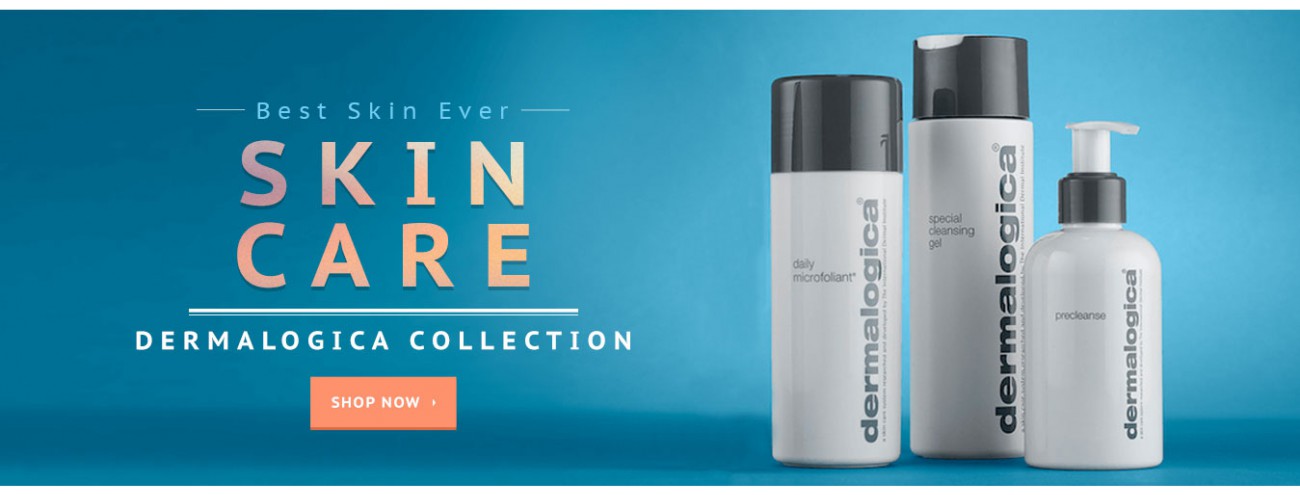 Best Skin Ever
SKIN
CARE
DERMALOGICA COLLECTION
SHOP NOW ›
daily
microfoliant®
dermalogica®
special
cleansing
gel
dermalogica®
precleanse
dermalogica®